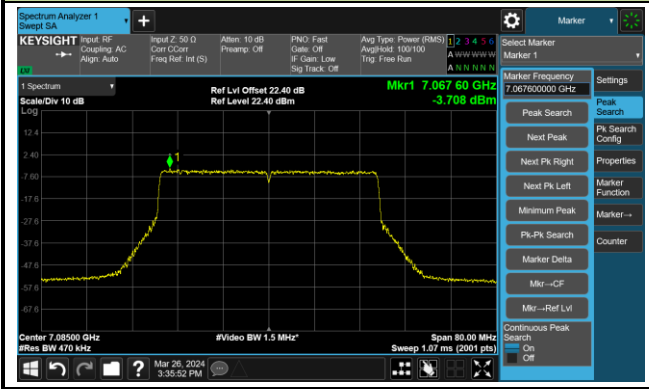 Spectrum Analyzer 1
Swept SA
Marker
KEYSIGHT Input: RF Input Z: 50 Ω Atten: 10 dB PNO: Fast Avg Type: Power (RMS) 1 2 3 4 5 6
Coupling: AC Corr CCorr Preamp: Off Gate: Off Avg|Hold: 100/100 A W W W W W
Align: Auto Freq Ref: Int (S) IF Gain: Low Trig: Free Run
Sig Track: Off A N N N N N
Select Marker
Marker 1
1 Spectrum
Ref Lvl Offset 22.40 dB Mkr1 7.067 60 GHz
Scale/Div 10 dB Ref Level 22.40 dBm -3.708 dBm
Log
12.4
2.40
-7.60
-17.6
-27.6
-37.6
-47.6
-57.6
-67.6
1
Center 7.08500 GHz #Video BW 1.5 MHz* Span 80.00 MHz
#Res BW 470 kHz Sweep 1.07 ms (2001 pts)
Marker Frequency
7.067600000 GHz
Peak Search
Next Peak
Next Pk Right
Next Pk Left
Minimum Peak
Pk-Pk Search
Marker Delta
Mkr→CF
Mkr→Ref Lvl
Continuous Peak
Search
On
Off
Settings
Peak
Search
Pk Search
Config
Properties
Marker
Function
Marker→
Counter
Mar 26, 2024
3:35:52 PM